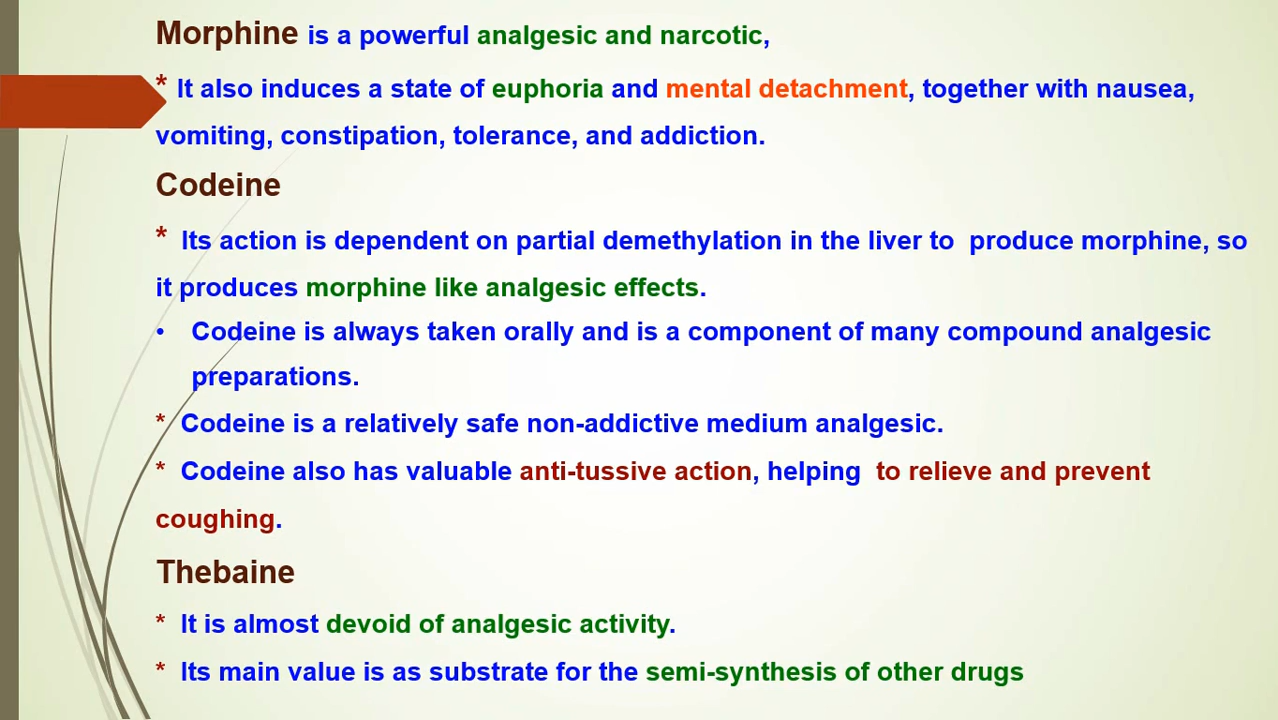 Morphine is a powerful analgesic and narcotic,
* It also induces a state of euphoria and mental detachment, together with nausea,
vomiting, constipation, tolerance, and addiction.
Codeine
* Its action is dependent on partial demethylation in the liver to produce morphine, so
it produces morphine like analgesic effects.
• Codeine is always taken orally and is a component of many compound analgesic
preparations.
* Codeine is a relatively safe non-addictive medium analgesic.
* Codeine also has valuable anti-tussive action, helping to relieve and prevent
coughing.
Thebaine
* It is almost devoid of analgesic activity.
* Its main value is as substrate for the semi-synthesis of other drugs